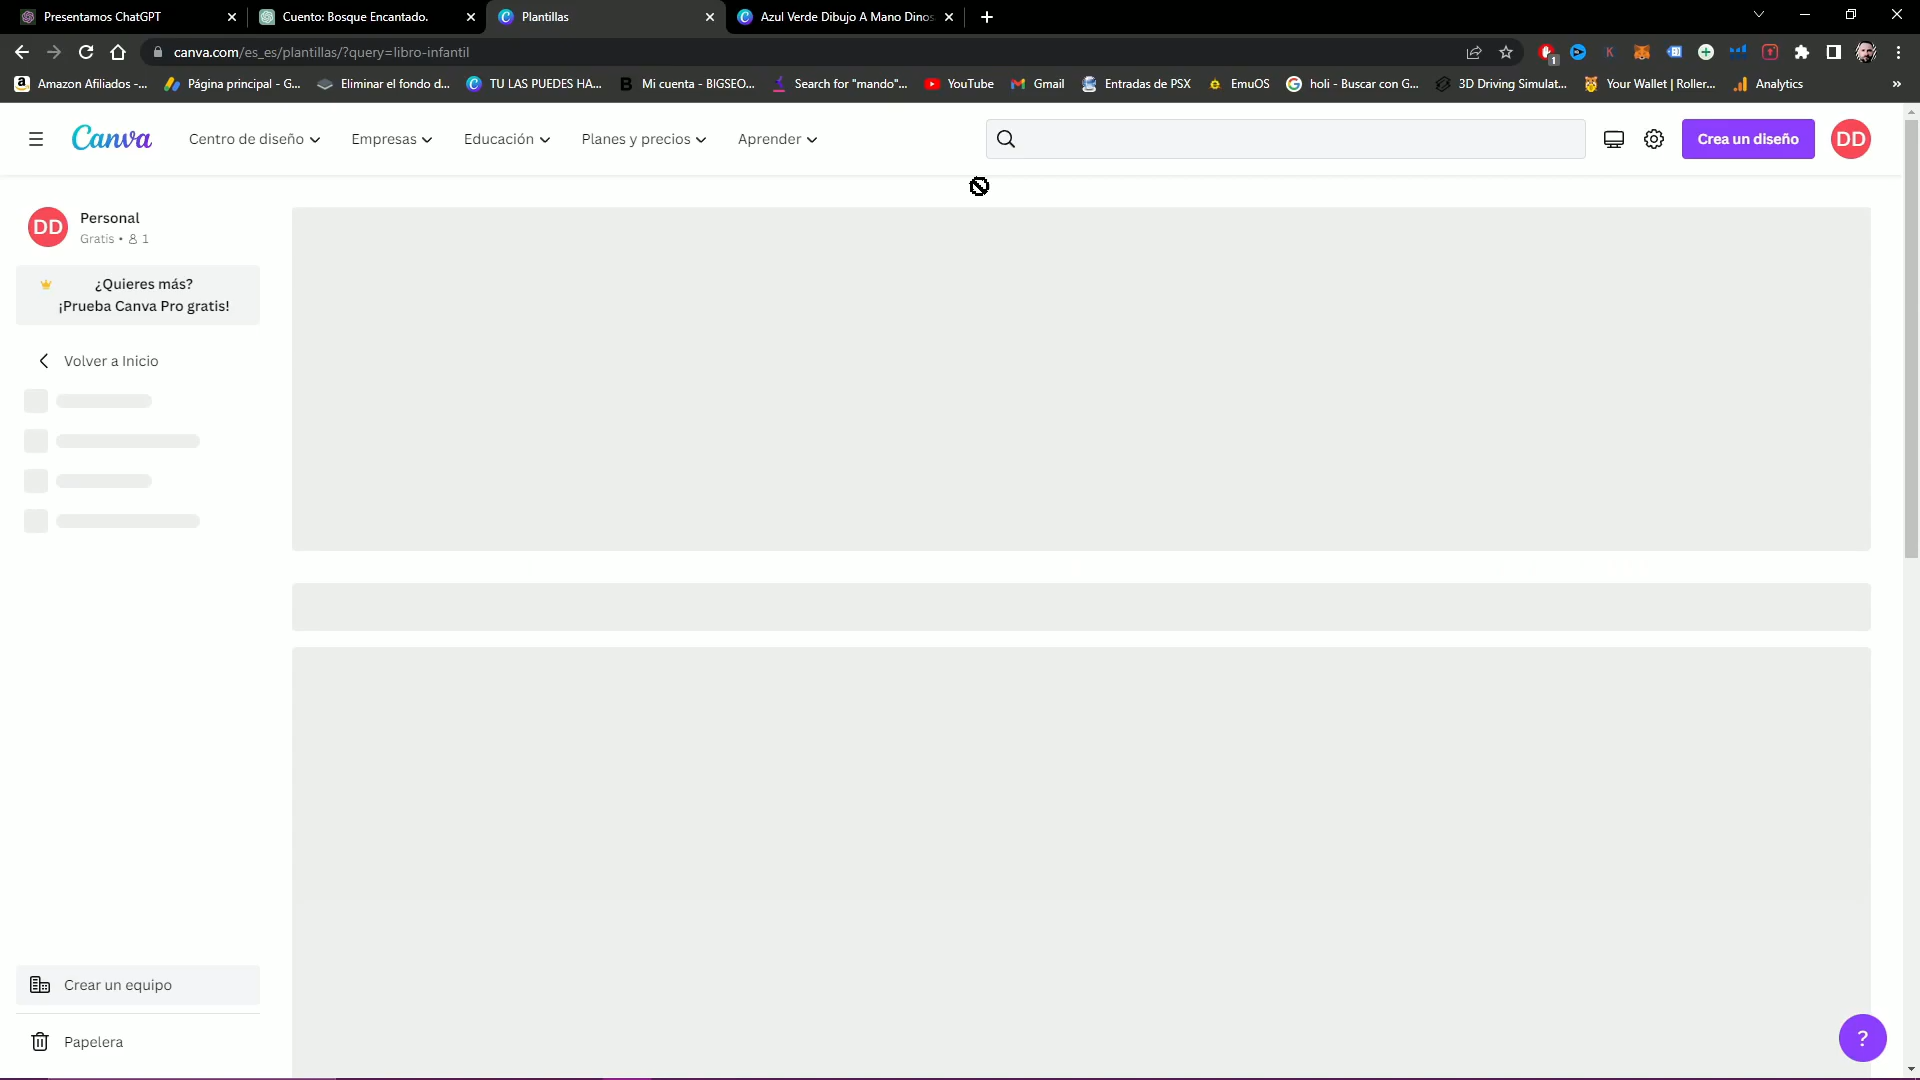 Presentamos ChatGPT
Cuento: Bosque Encantado.
Plantillas
Azul Verde Dibujo A Mano Dinos
canva.com/es_es/plantillas/?query=libro-infantil
1
Amazon Afiliados -...
Página principal - G...
Eliminar el fondo d...
TU LAS PUEDES HA...
Mi cuenta - BIGSEO...
Search for "mando"...
YouTube
Gmail
Entradas de PSX
EmuOS
holi - Buscar con G...
3D Driving Simulat...
Your Wallet | Roller...
Analytics
»
Canva
Centro de diseño
Empresas
Educación
Planes y precios
Aprender
Crea un diseño
DD
DD
Personal
Gratis • 1
¿Quieres más?
¡Prueba Canva Pro gratis!
Volver a Inicio
Crear un equipo
Papelera
?